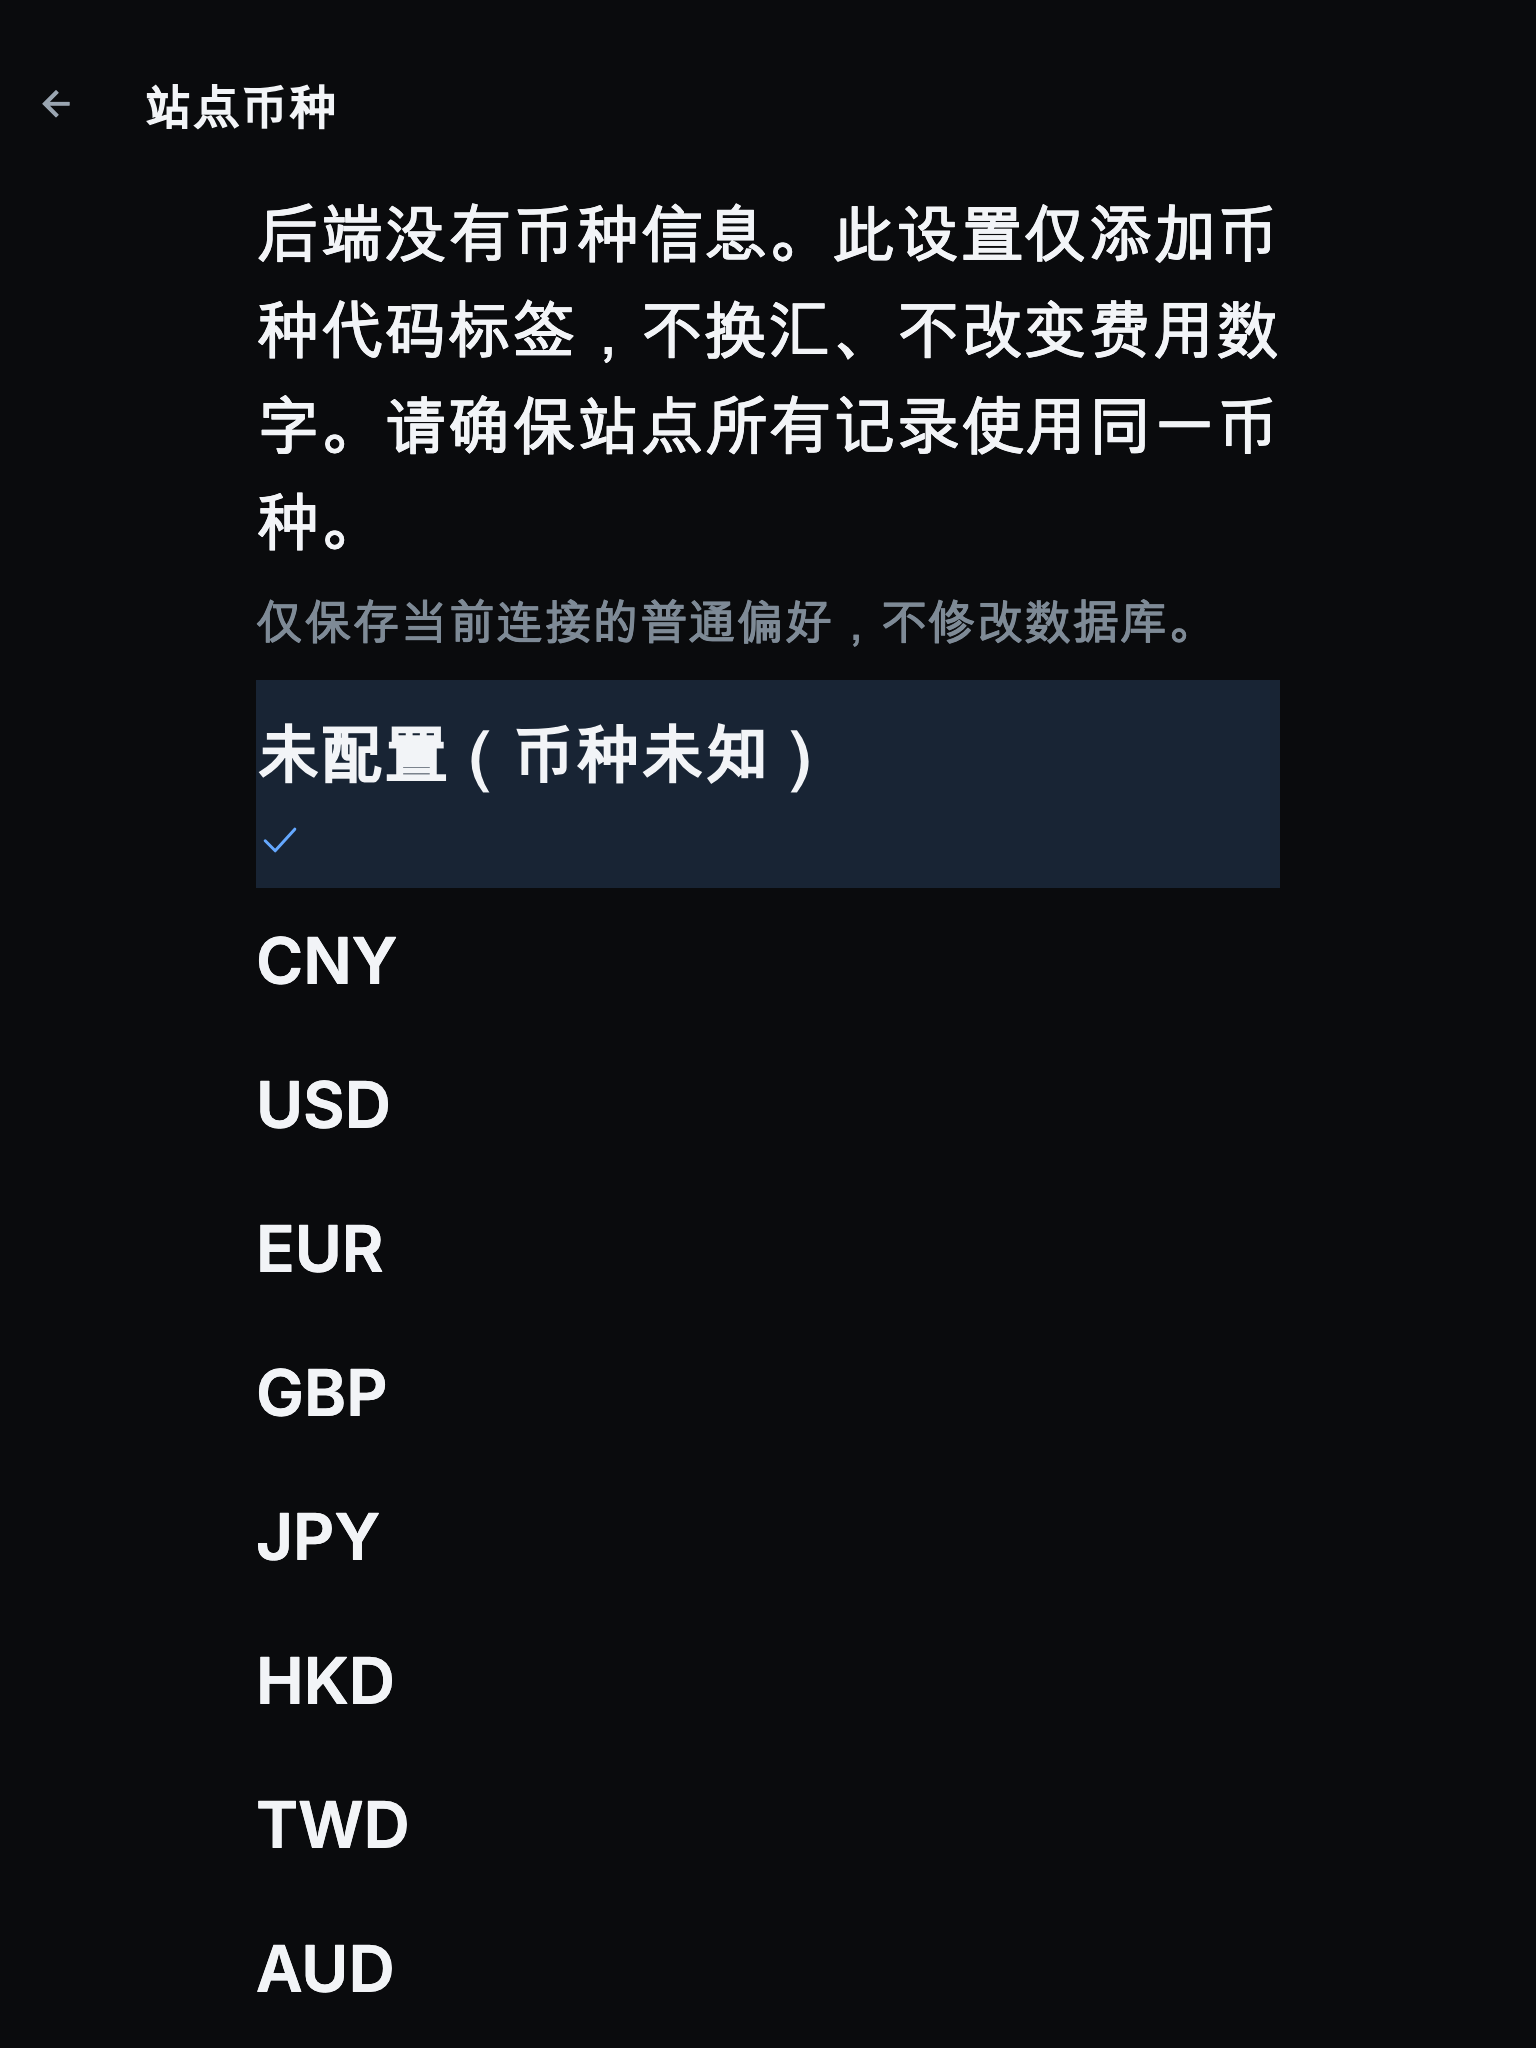 站点币种
后端没有币种信息。此设置仅添加币
种代码标签，不换汇、不改变费用数
字。请确保站点所有记录使用同一币
种。
仅保存当前连接的普通偏好，不修改数据库。
未配置（币种未知）
CNY
USD
EUR
GBP
JPY
HKD
TWD
AUD